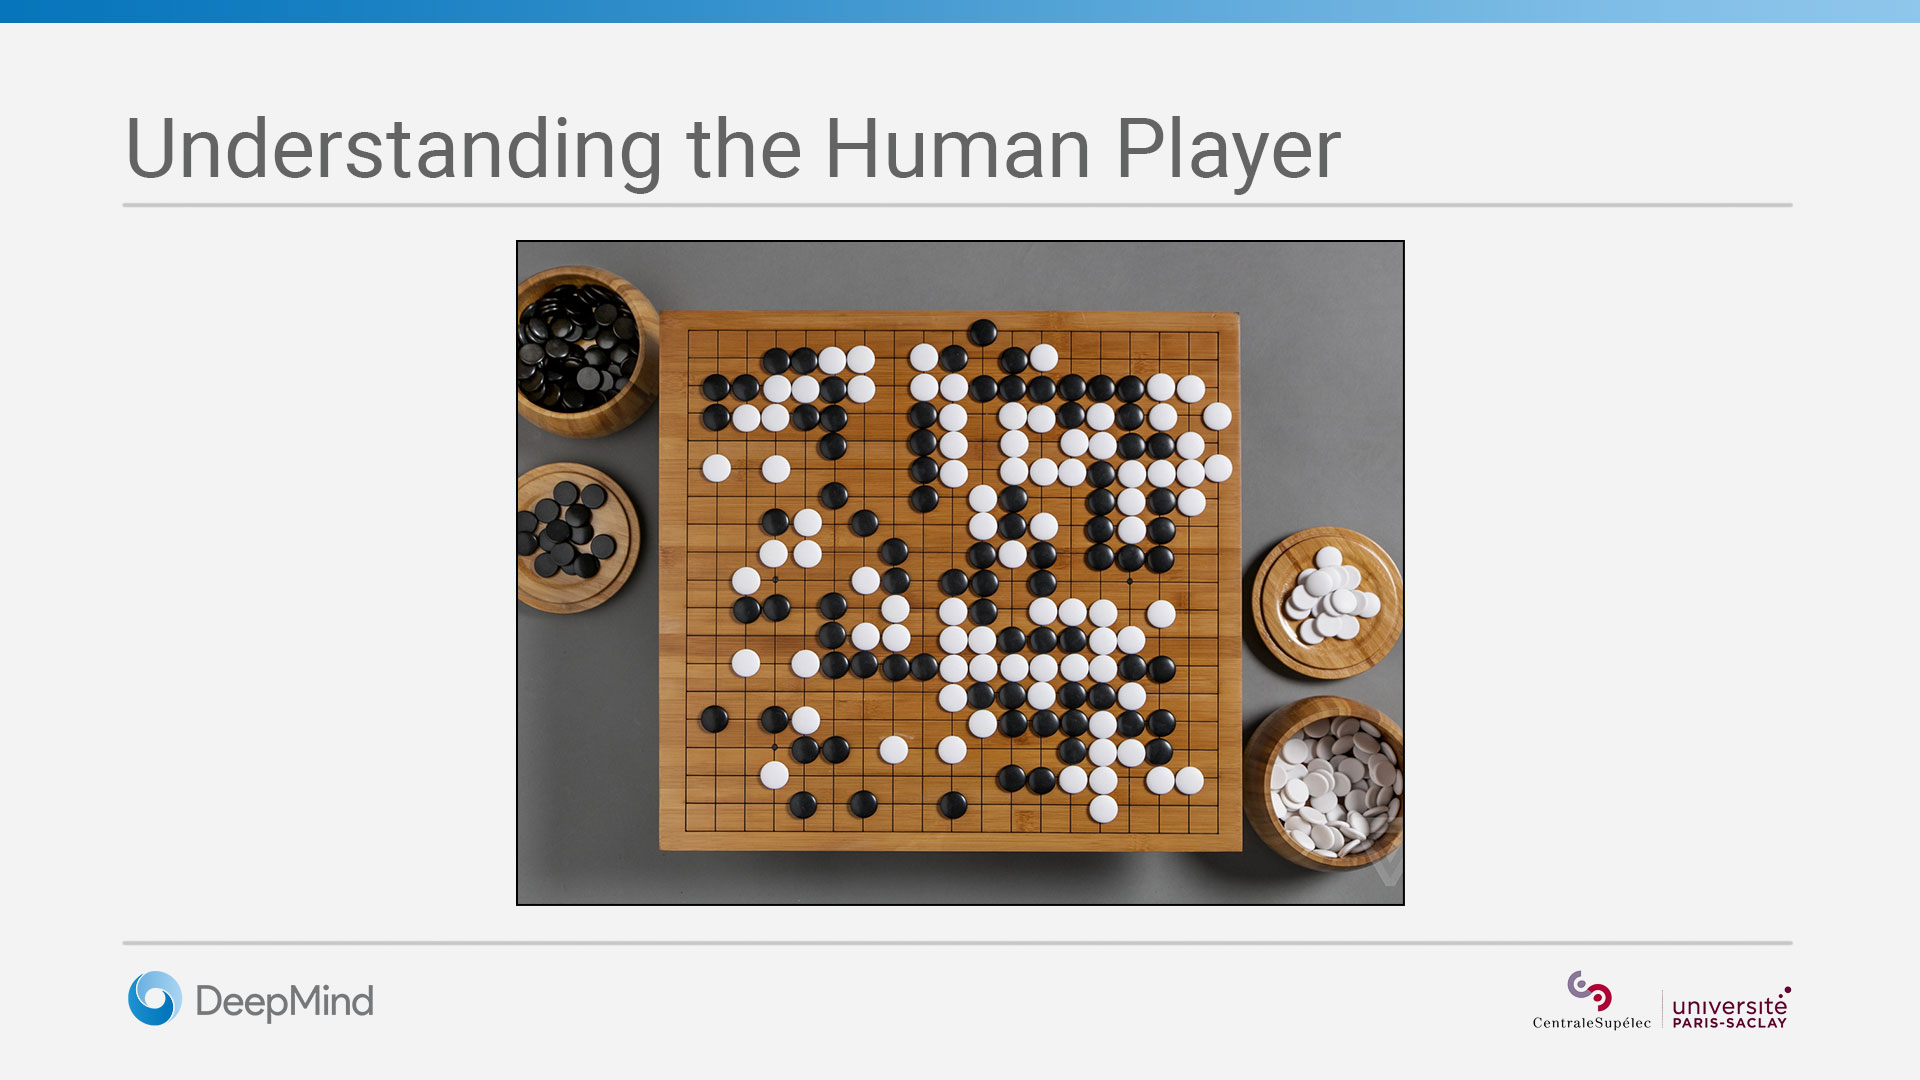 Understanding the Human Player
DeepMind
CentraleSupélec
université
PARIS-SACLAY